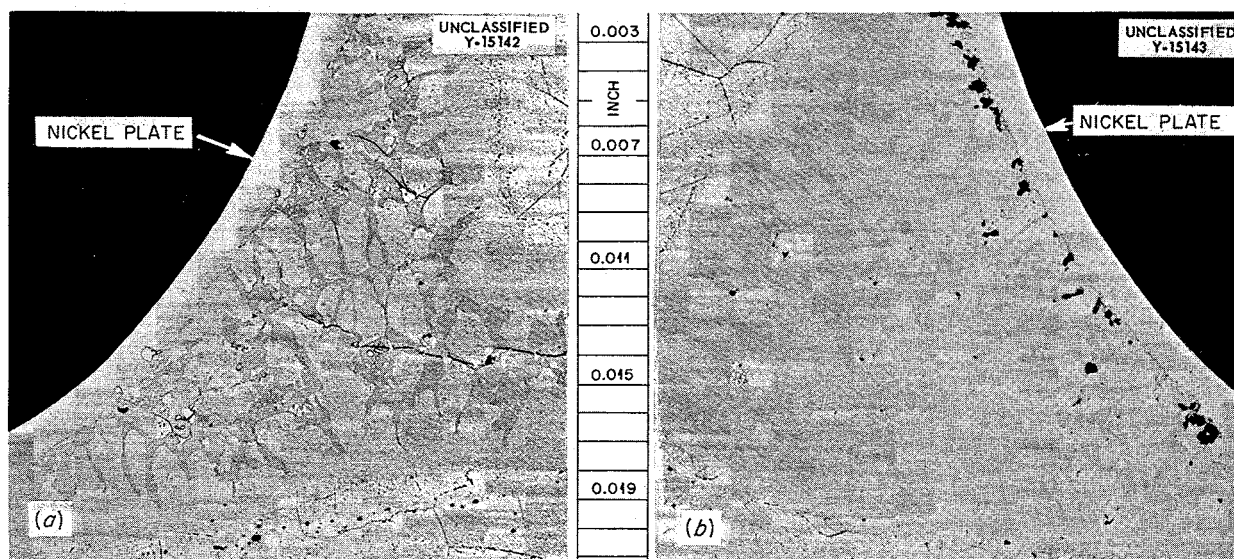 UNCLASSIFIED
Y-15142
NICKEL PLATE
(a)
0.003
INCH
0.007
0.011
0.015
0.019
UNCLASSIFIED
Y-15143
NICKEL PLATE
(b)